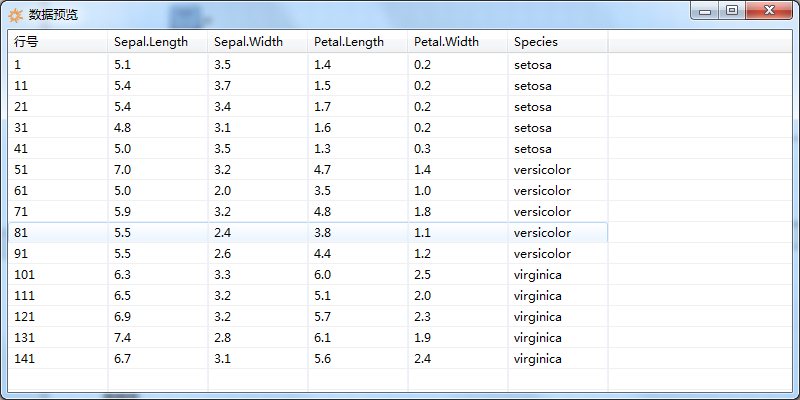 数据预览
行号 Sepal.Length Sepal.Width Petal.Length Petal.Width Species
1 5.1 3.5 1.4 0.2 setosa
11 5.4 3.7 1.5 0.2 setosa
21 5.4 3.4 1.7 0.2 setosa
31 4.8 3.1 1.6 0.2 setosa
41 5.0 3.5 1.3 0.3 setosa
51 7.0 3.2 4.7 1.4 versicolor
61 5.0 2.0 3.5 1.0 versicolor
71 5.9 3.2 4.8 1.8 versicolor
81 5.5 2.4 3.8 1.1 versicolor
91 5.5 2.6 4.4 1.2 versicolor
101 6.3 3.3 6.0 2.5 virginica
111 6.5 3.2 5.1 2.0 virginica
121 6.9 3.2 5.7 2.3 virginica
131 7.4 2.8 6.1 1.9 virginica
141 6.7 3.1 5.6 2.4 virginica